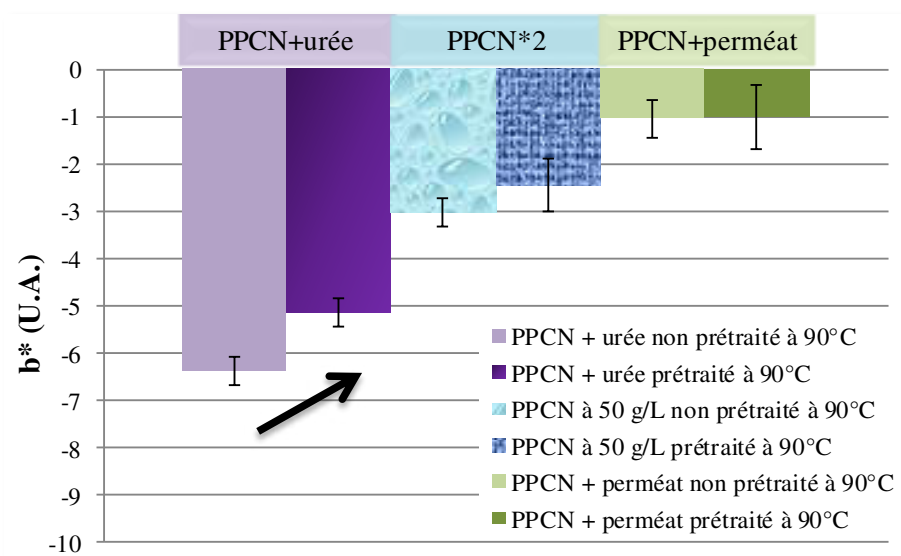 PPCN+urée PPCN*2 PPCN+perméat
0
-1
-2
-3
-4
-5
-6
-7
-8
-9
-10
b* (U.A.)
PPCN + urée non prétraité à 90°C
PPCN + urée prétraité à 90°C
PPCN à 50 g/L non prétraité à 90°C
PPCN à 50 g/L prétraité à 90°C
PPCN + perméat non prétraité à 90°C
PPCN + perméat prétraité à 90°C